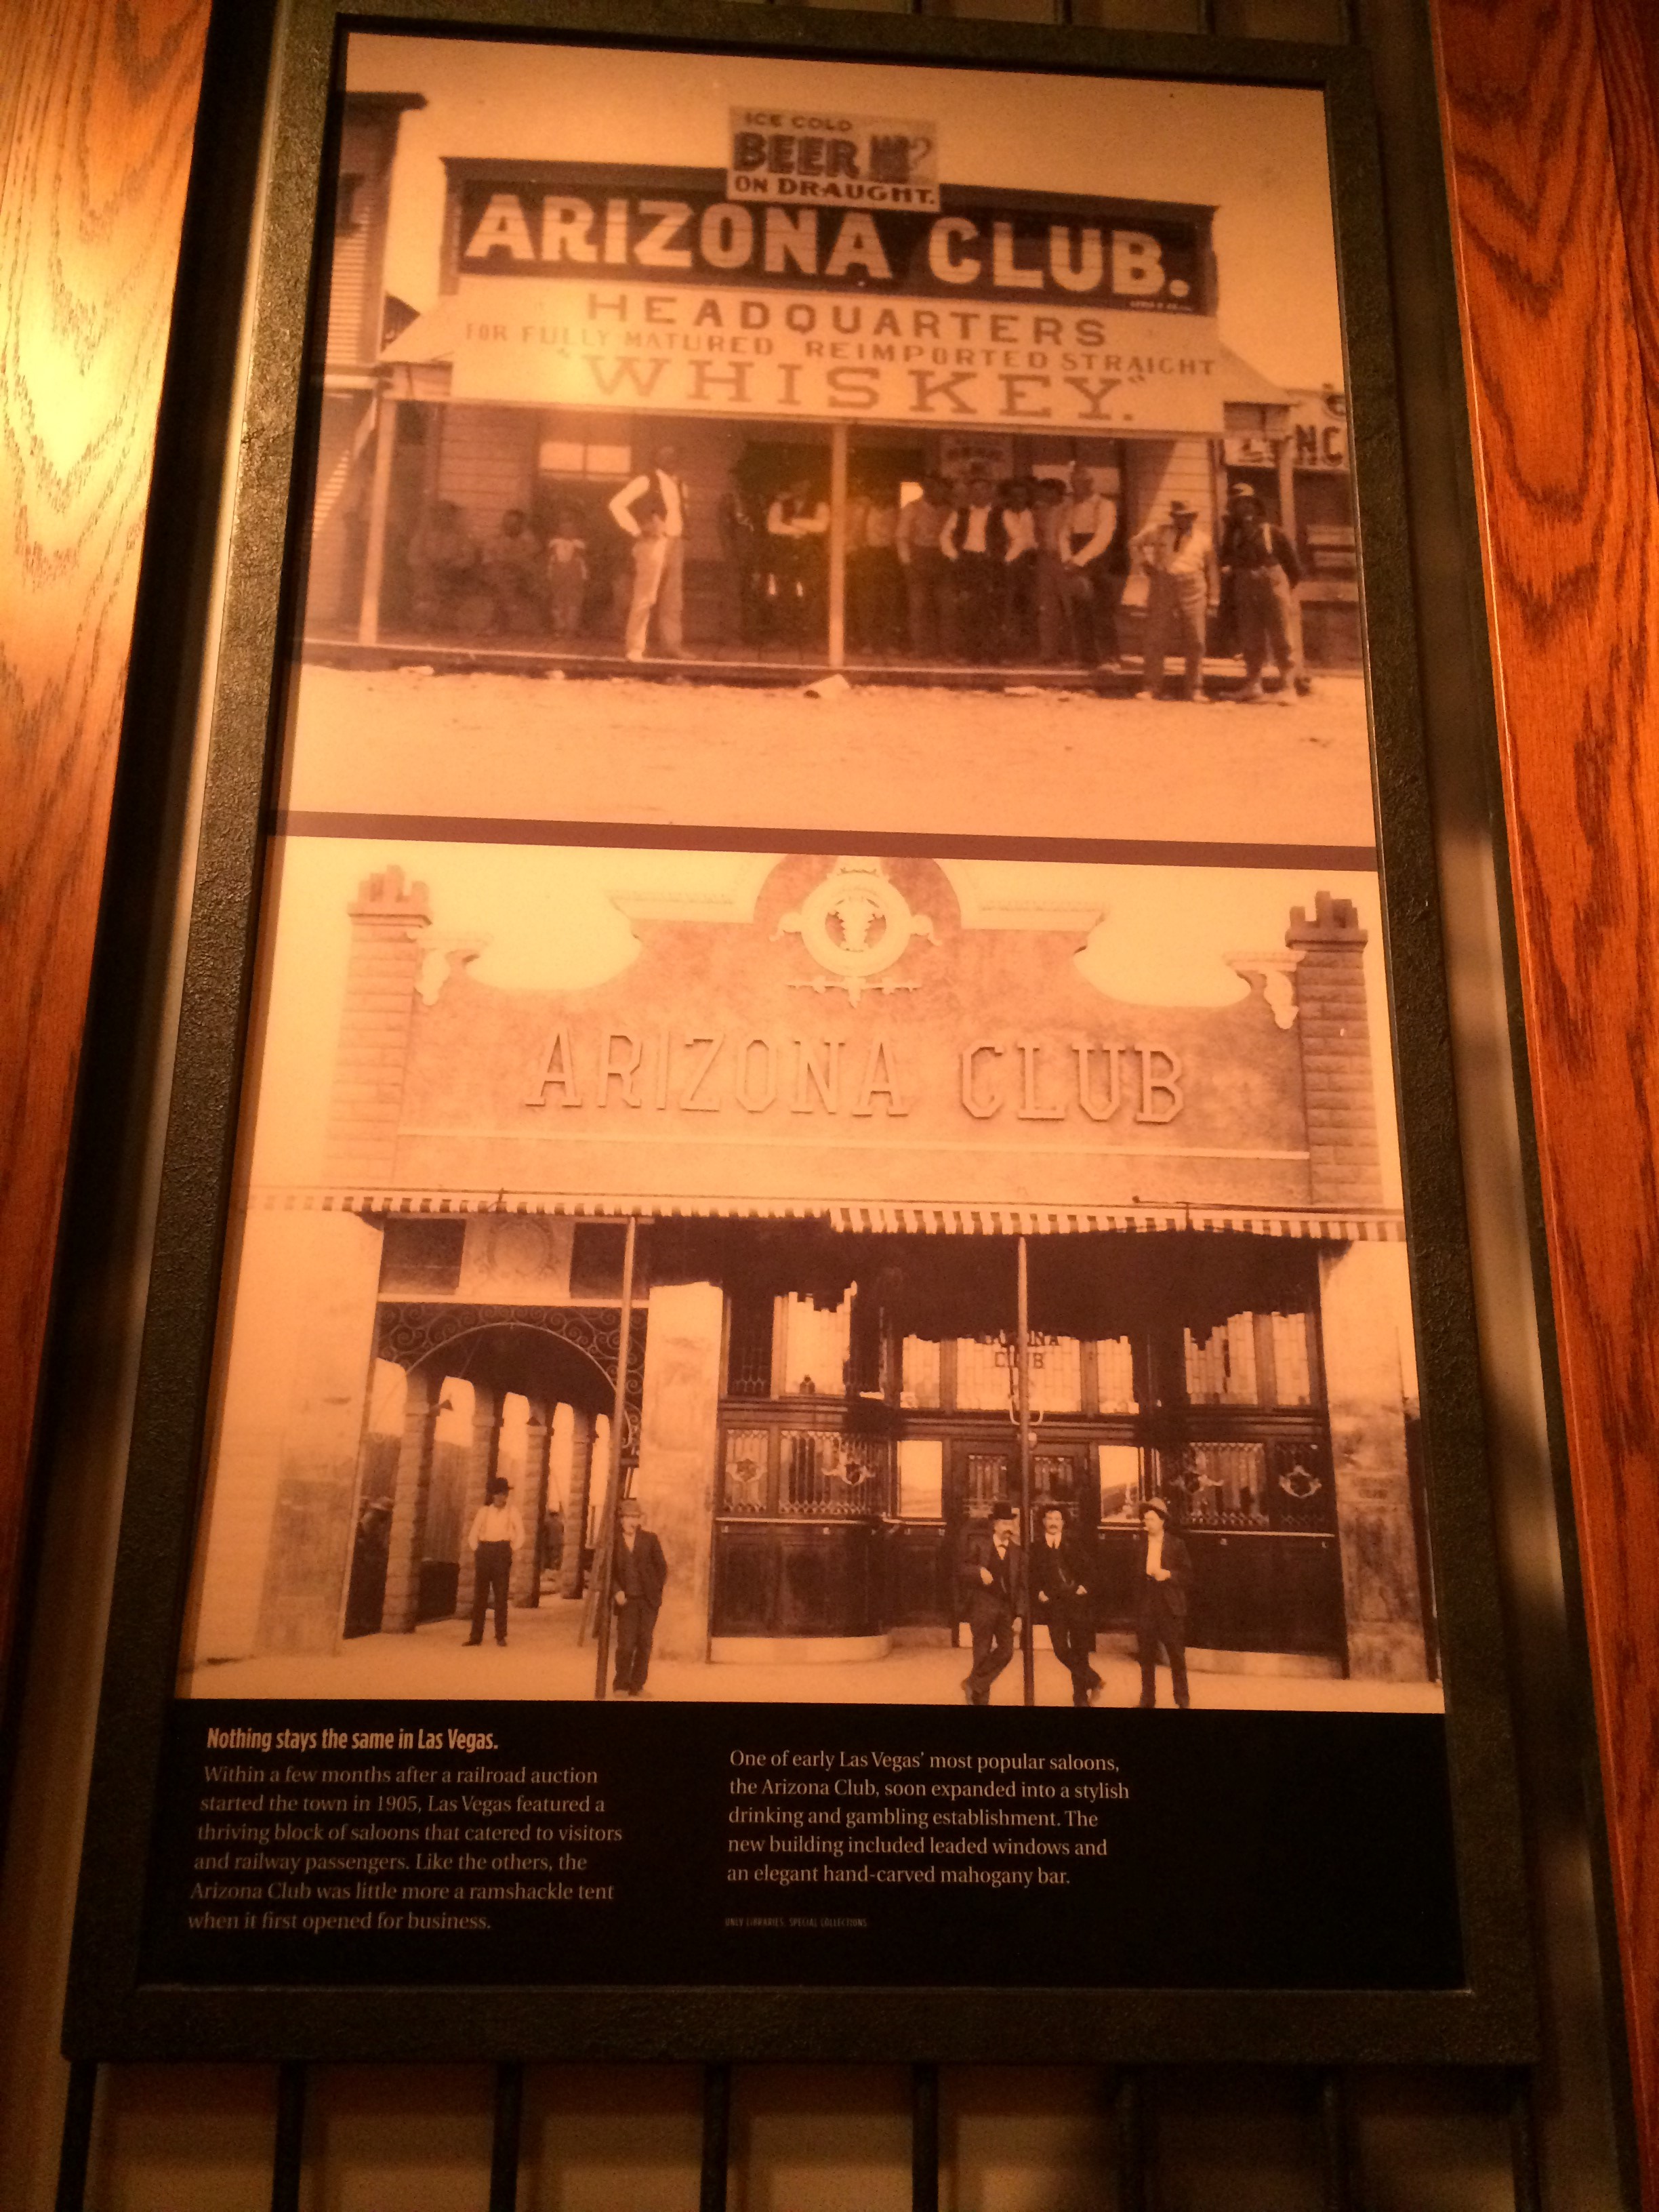 ICE COLD
BEER
ON DRAUGHT.
ARIZONA CLUB.
HEADQUARTERS
FOR FULLY MATURED REIMPORTED STRAIGHT
"WHISKEY."
NC
ARIZONA CLUB
CLUB
Nothing stays the same in Las Vegas.
Within a few months after a railroad auction
started the town in 1905, Las Vegas featured a
thriving block of saloons that catered to visitors
and railway passengers. Like the others, the
Arizona Club was little more a ramshackle tent
when it first opened for business.
One of early Las Vegas' most popular saloons,
the Arizona Club, soon expanded into a stylish
drinking and gambling establishment. The
new building included leaded windows and
an elegant hand-carved mahogany bar.
UNLV LIBRARIES, SPECIAL COLLECTIONS